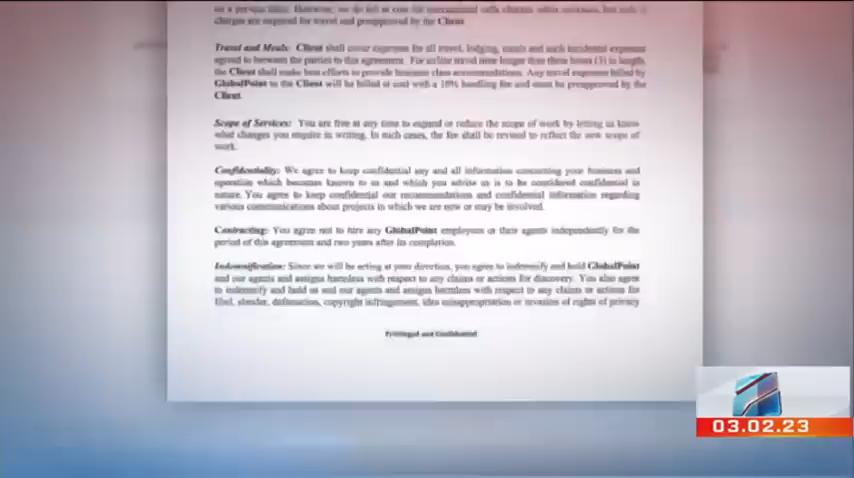 charges are required for travel and preapproved by the Client.
Travel and Meals: Client shall cover expenses for all travel, lodging, meals and such incidental expenses
agreed to between the parties to this agreement. For airline travel time longer than three hours (3) in length,
the Client shall make best efforts to provide business class accommodations. Any travel expenses billed by
GlobalPoint to the Client will be billed at cost with a 10% handling fee and must be preapproved by the
Client.
Scope of Services: You are free at any time to expand or reduce the scope of work by letting us know
what changes you require in writing. In such cases, the fee shall be revised to reflect the new scope of
work.
Confidentiality: We agree to keep confidential any and all information concerning your business and
operation which becomes known to us and which you advise us is to be considered confidential in
nature. You agree to keep confidential our recommendations and confidential information regarding
various communications about projects in which we are now or may be involved.
Contracting: You agree not to hire any GlobalPoint employees or their agents independently for the
period of this agreement and two years after its completion.
Indemnification: Since we will be acting at your direction, you agree to indemnify and hold GlobalPoint
and our agents and assigns harmless with respect to any claims or actions for discovery. You also agree
to indemnify and hold us and our agents and assigns harmless with respect to any claims or actions for
libel, slander, defamation, copyright infringement, idea misappropriation or invasion of rights of privacy
Privileged and Confidential
03.02.23